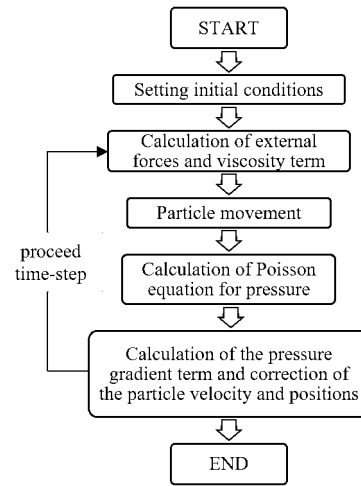 START
Setting initial conditions
Calculation of external
forces and viscosity term
Particle movement
proceed
time-step
Calculation of Poisson
equation for pressure
Calculation of the pressure
gradient term and correction of
the particle velocity and positions
END